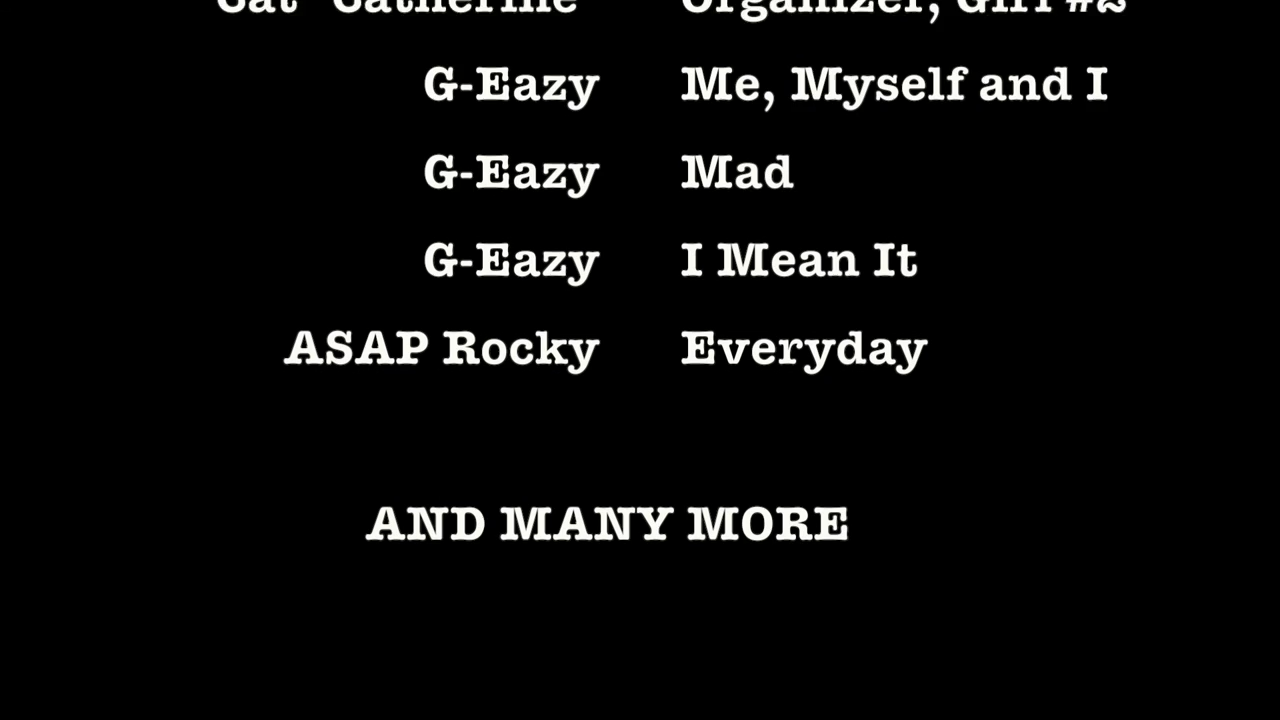 "Cat" Catherine Organizer, Girl #2
G-Eazy Me, Myself and I
G-Eazy Mad
G-Eazy I Mean It
ASAP Rocky Everyday
AND MANY MORE